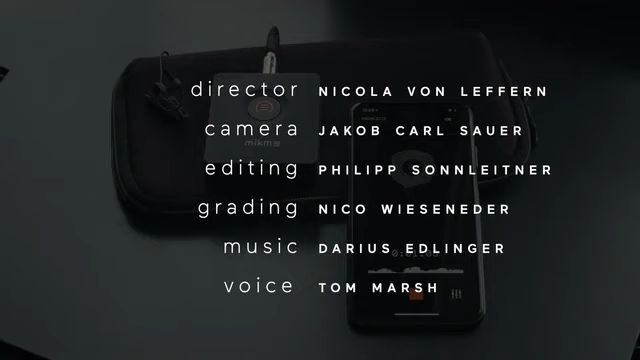 director NICOLA VON LEFFERN
camera JAKOB CARL SAUER
mikme
editing PHILIPP SONNLEITNER
grading NICO WIESENEDER
music DARIUS EDLINGER
voice TOM MARSH